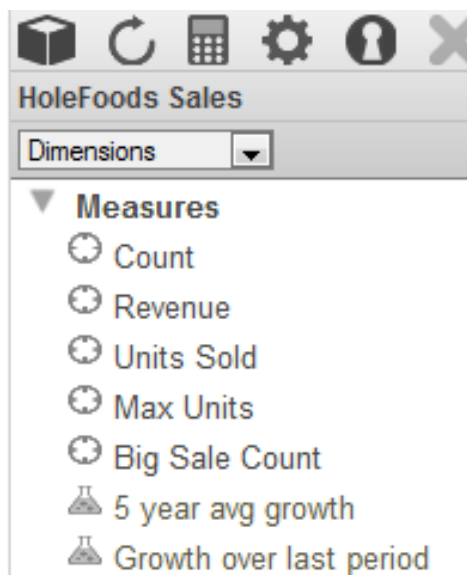 HoleFoods Sales
Dimensions
Measures
Count
Revenue
Units Sold
Max Units
Big Sale Count
5 year avg growth
Growth over last period